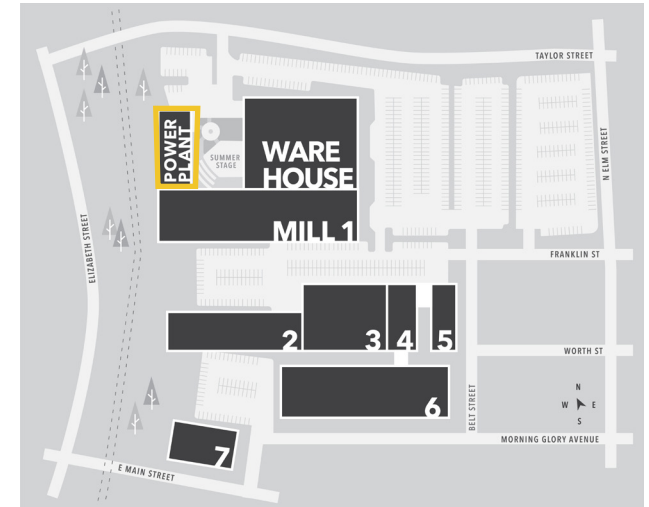 TAYLOR STREET
N ELM STREET
POWER
PLANT
SUMMER
STAGE
WARE
HOUSE
MILL 1
ELIZABETH STREET
FRANKLIN ST
2
3
4
5
WORTH ST
6
BELT STREET
N
W E
S
7
MORNING GLORY AVENUE
E MAIN STREET